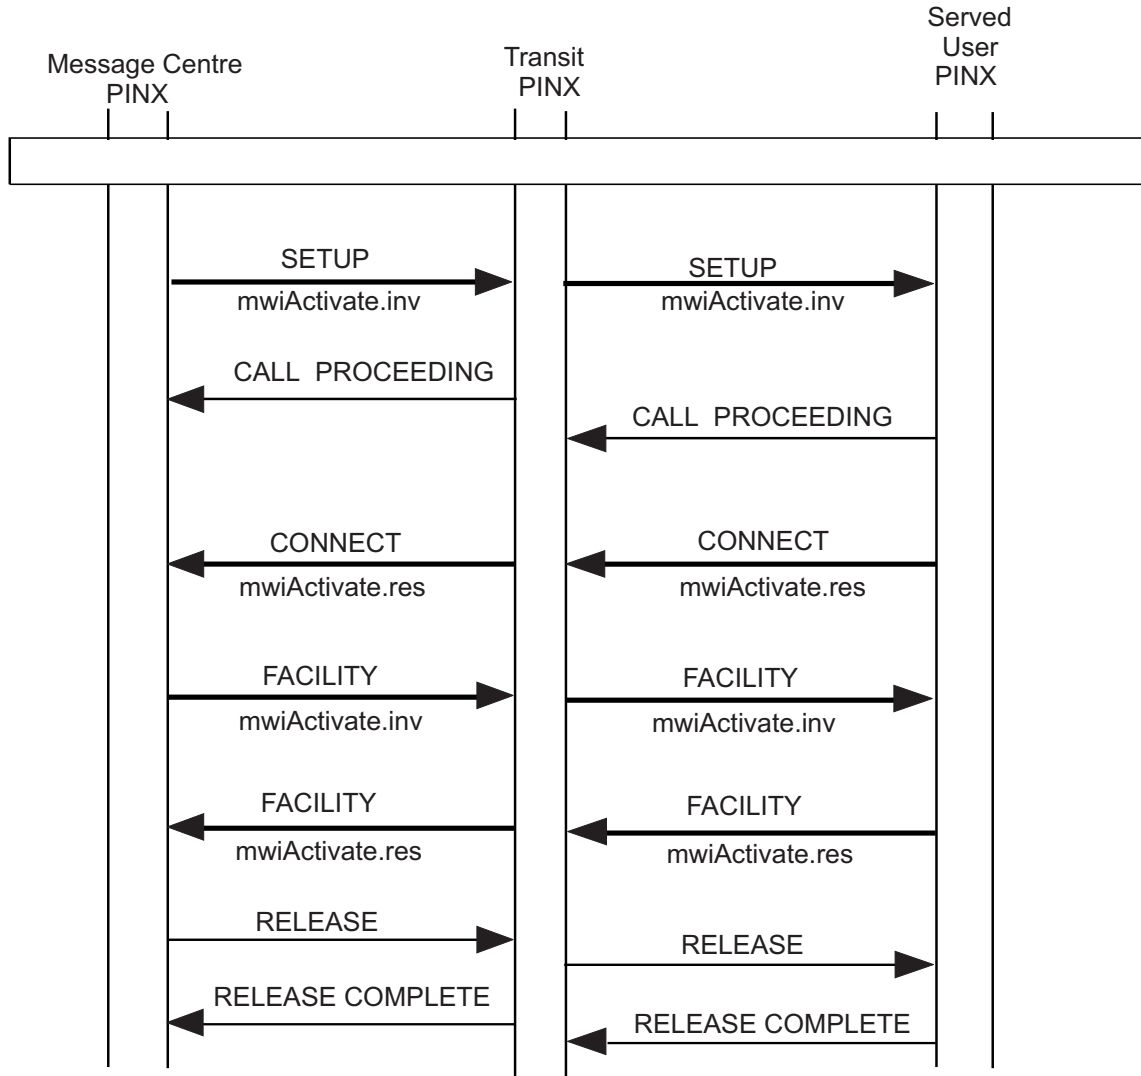 Message Centre
PINX
Transit
PINX
Served
User
PINX
SETUP
mwiActivate.inv
SETUP
mwiActivate.inv
CALL PROCEEDING
CALL PROCEEDING
CONNECT
mwiActivate.res
CONNECT
mwiActivate.res
FACILITY
mwiActivate.inv
FACILITY
mwiActivate.inv
FACILITY
mwiActivate.res
FACILITY
mwiActivate.res
RELEASE
RELEASE
RELEASE COMPLETE
RELEASE COMPLETE